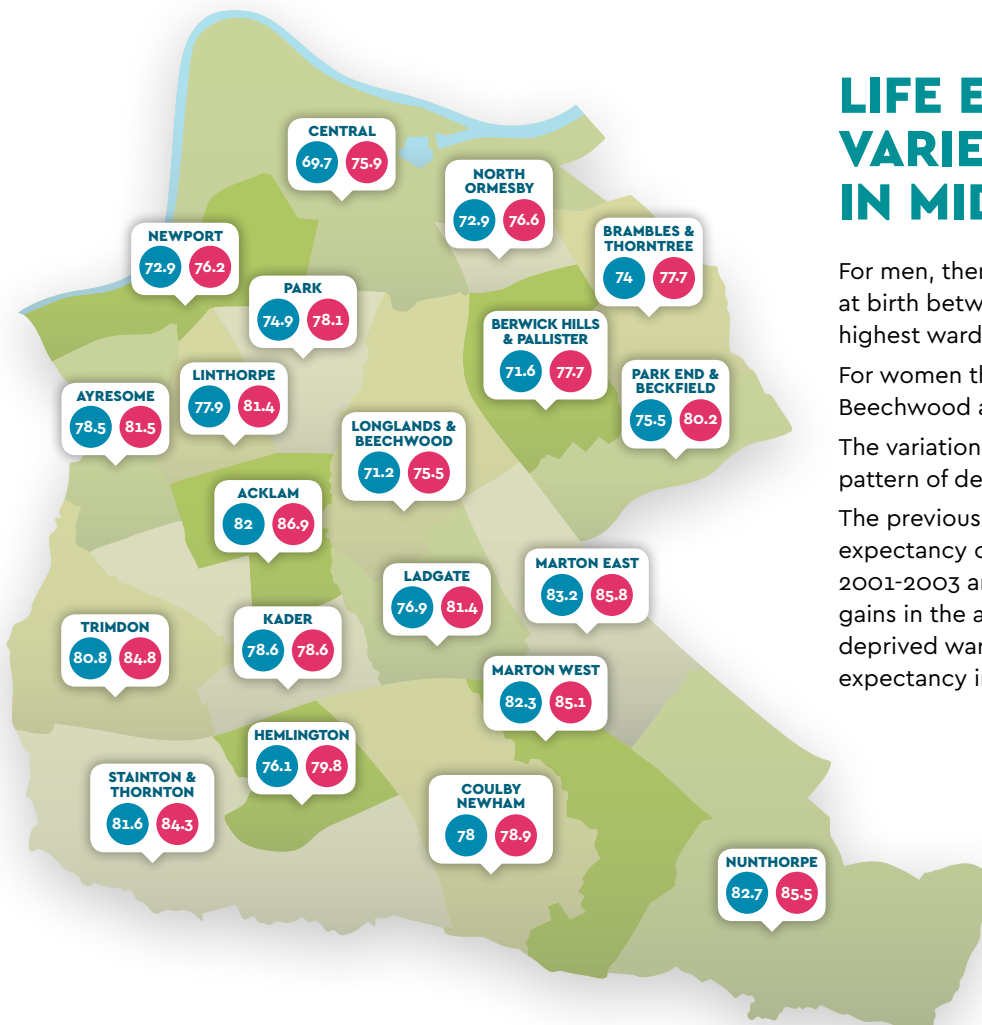 CENTRAL
69.7 75.9
NORTH
ORMESBY
72.9 76.6
NEWPORT
72.9 76.2
BRAMBLES &
THORNTREE
74 77.7
PARK
74.9 78.1
BERWICK HILLS
& PALLISTER
71.6 77.7
PARK END &
BECKFIELD
75.5 80.2
LINTHORPE
77.9 81.4
AYRESOME
78.5 81.5
LONGLANDS &
BEECHWOOD
71.2 75.5
ACKLAM
82 86.9
MARTON EAST
83.2 85.8
LADGATE
76.9 81.4
KADER
78.6 78.6
TRIMDON
80.8 84.8
MARTON WEST
82.3 85.1
HEMLINGTON
76.1 79.8
STAINTON &
THORNTON
81.6 84.3
COULBY
NEWHAM
78 78.9
NUNTHORPE
82.7 85.5
LIFE E
VARIE
IN MID
For men, ther
at birth betw
highest ward
For women th
Beechwood a
The variation
pattern of de
The previous
expectancy o
2001-2003 an
gains in the a
deprived war
expectancy i